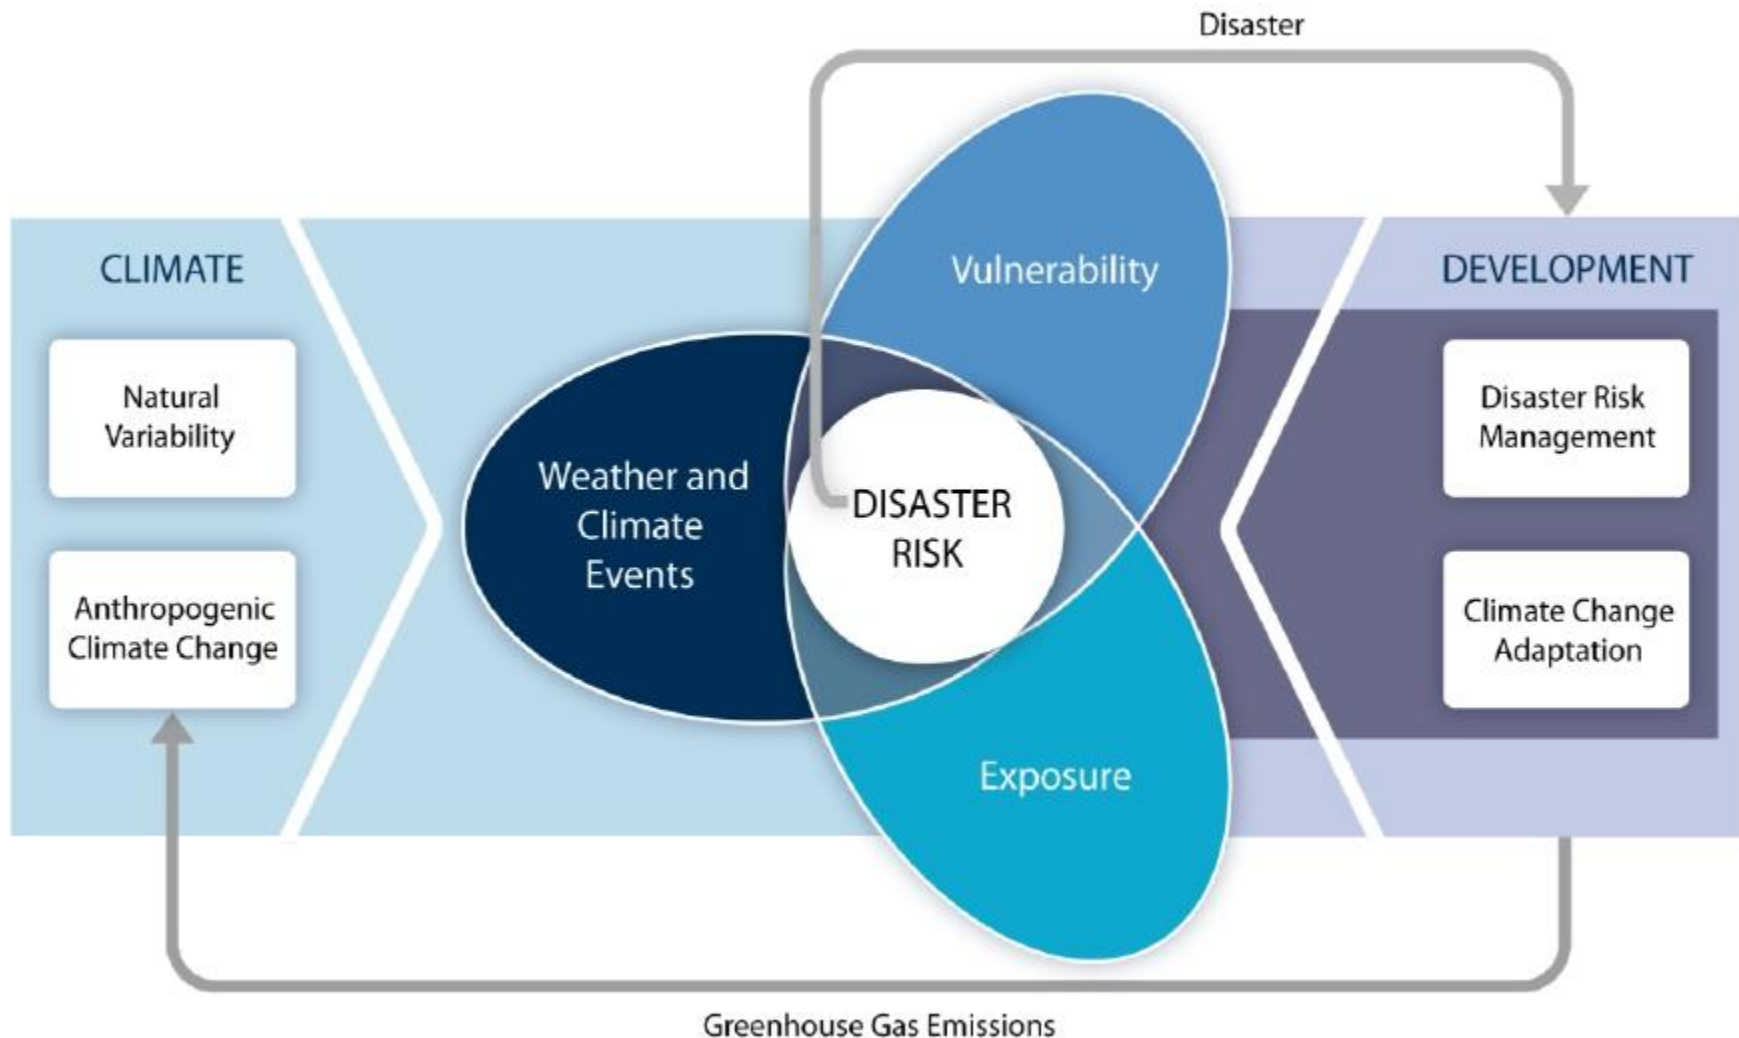 Disaster
CLIMATE
Natural
Variability
Anthropogenic
Climate Change
Weather and
Climate
Events
Vulnerability
DISASTER
RISK
Exposure
DEVELOPMENT
Disaster Risk
Management
Climate Change
Adaptation
Greenhouse Gas Emissions